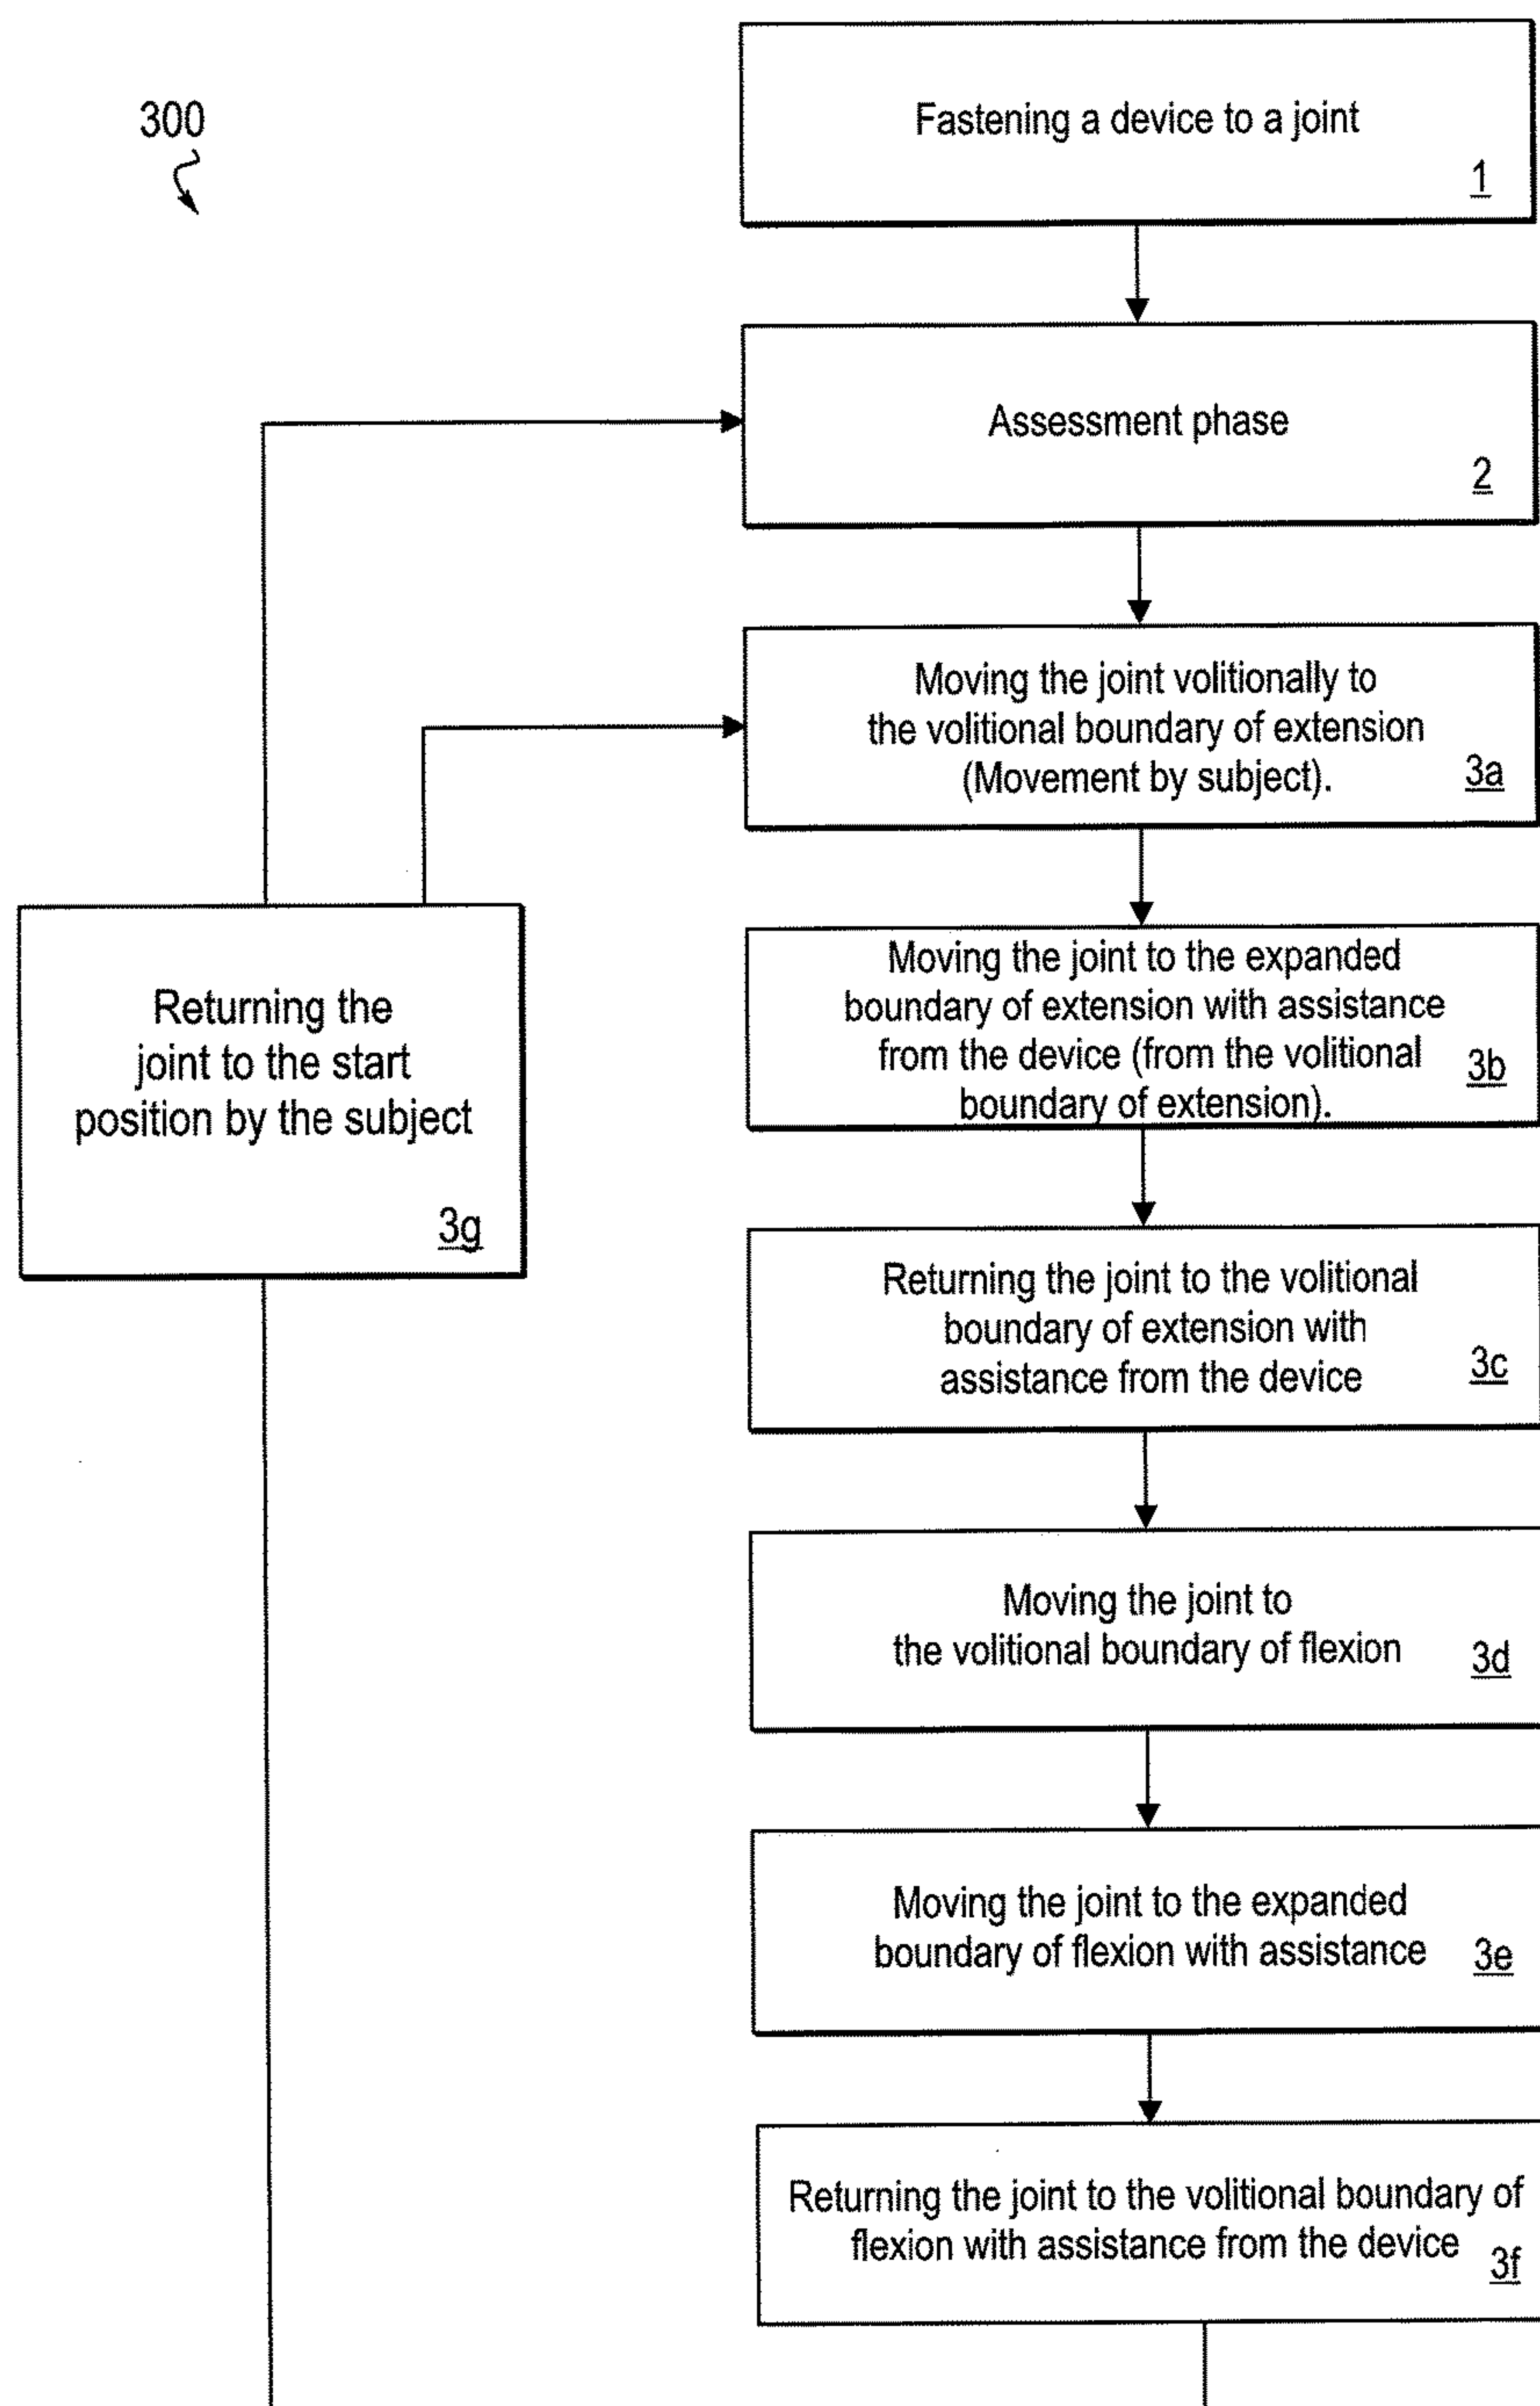 300
Fastening a device to a joint
1
Assessment phase
2
Moving the joint volitionally to
the volitional boundary of extension
(Movement by subject).
3a
Moving the joint to the expanded
boundary of extension with assistance
from the device (from the volitional
boundary of extension).
3b
Returning the
joint to the start
position by the subject
3g
Returning the joint to the volitional
boundary of extension with
assistance from the device
3c
Moving the joint to
the volitional boundary of flexion
3d
Moving the joint to the expanded
boundary of flexion with assistance
3e
Returning the joint to the volitional boundary of
flexion with assistance from the device
3f